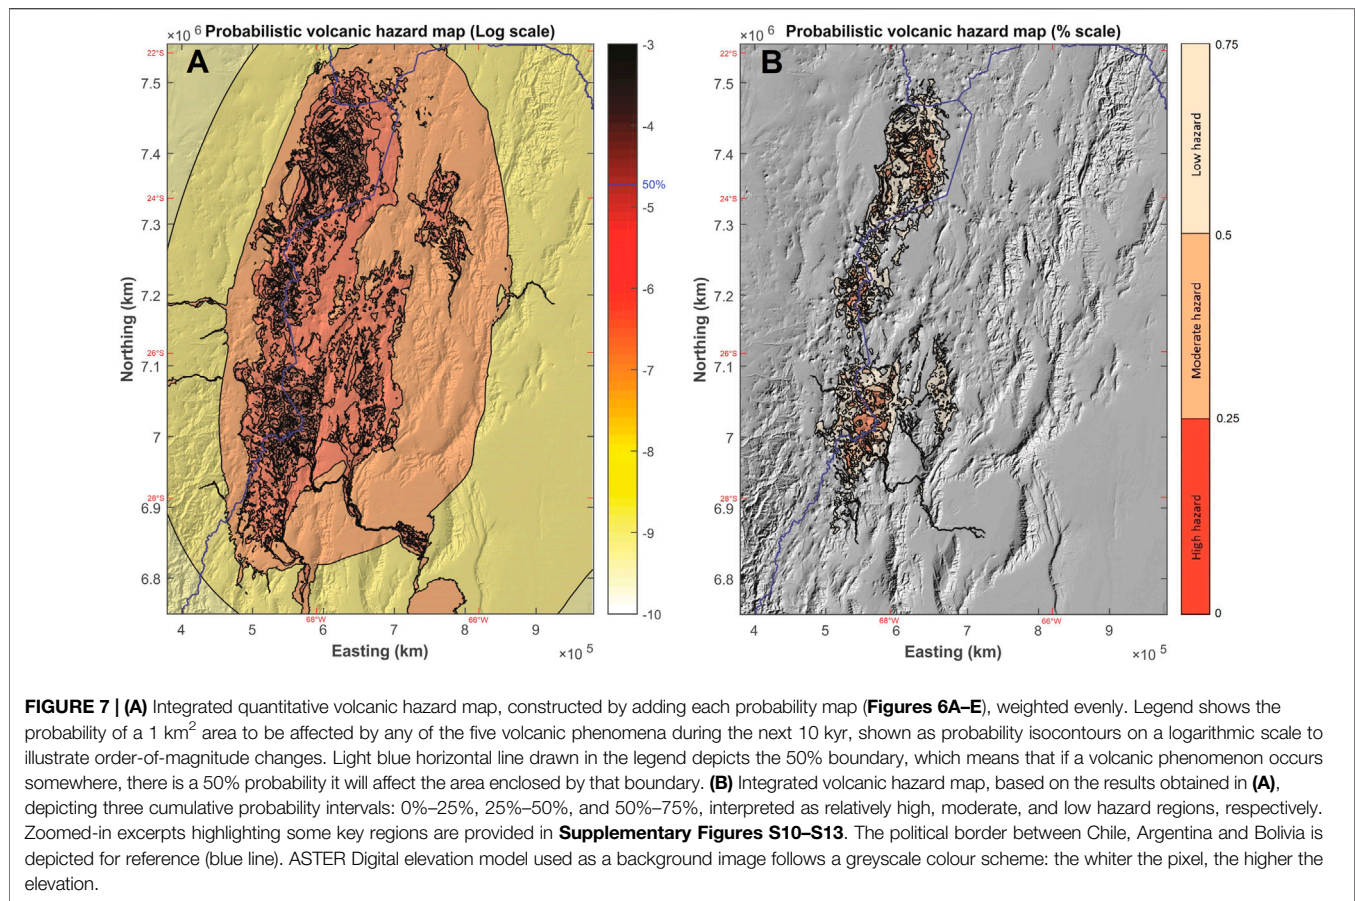 ×10 6 Probabilistic volcanic hazard map (Log scale)
A
22°S
7.5
7.4
24°S
7.3
7.2
26°S
7.1
7
28°S
6.9
6.8
Northing (km)
4 5 6 7 8 9
68°W 66°W
Easting (km)
×10 5
-3
-4
50%
-5
-6
-7
-8
-9
-10
×10 6 Probabilistic volcanic hazard map (% scale)
B
22°S
7.5
7.4
24°S
7.3
7.2
26°S
7.1
7
28°S
6.9
6.8
Northing (km)
4 5 6 7 8 9
68°W 66°W
Easting (km)
×10 5
0.75
Low hazard
0.5
Moderate hazard
0.25
High hazard
0
FIGURE 7 | (A) Integrated quantitative volcanic hazard map, constructed by adding each probability map (Figures 6A–E), weighted evenly. Legend shows the
probability of a 1 km2 area to be affected by any of the five volcanic phenomena during the next 10 kyr, shown as probability isocontours on a logarithmic scale to
illustrate order-of-magnitude changes. Light blue horizontal line drawn in the legend depicts the 50% boundary, which means that if a volcanic phenomenon occurs
somewhere, there is a 50% probability it will affect the area enclosed by that boundary. (B) Integrated volcanic hazard map, based on the results obtained in (A),
depicting three cumulative probability intervals: 0%–25%, 25%–50%, and 50%–75%, interpreted as relatively high, moderate, and low hazard regions, respectively.
Zoomed-in excerpts highlighting some key regions are provided in Supplementary Figures S10–S13. The political border between Chile, Argentina and Bolivia is
depicted for reference (blue line). ASTER Digital elevation model used as a background image follows a greyscale colour scheme: the whiter the pixel, the higher the
elevation.